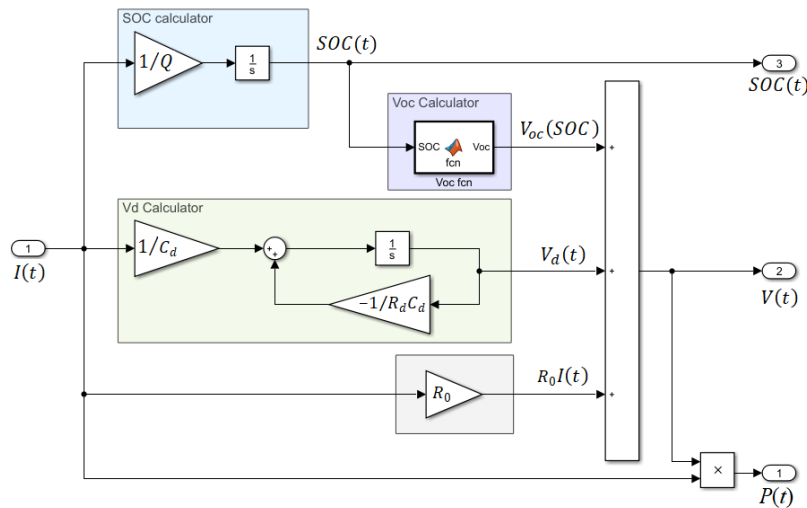 SOC calculator
1/Q
1/s
SOC(t)
3
SOC(t)
Voc Calculator
SOC
fcn
Voc
Voc fcn
V_oc(SOC)
+
Vd Calculator
1
I(t)
1/C_d
+
+
1/s
−1/R_dC_d
V_d(t)
+
2
V(t)
R_0
R_0I(t)
+
×
1
P(t)